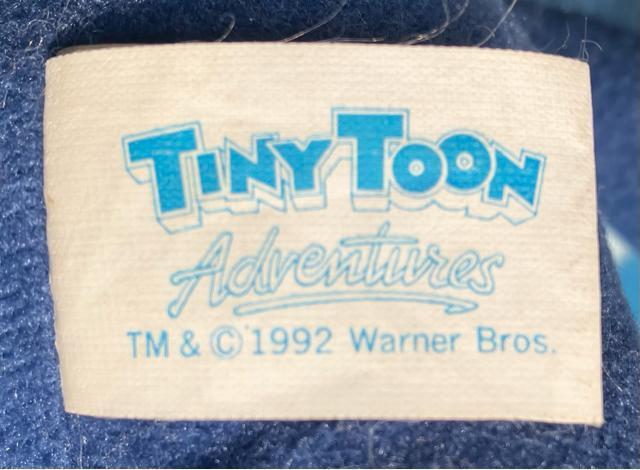 TINY TOON
Adventures
TM & © 1992 Warner Bros.